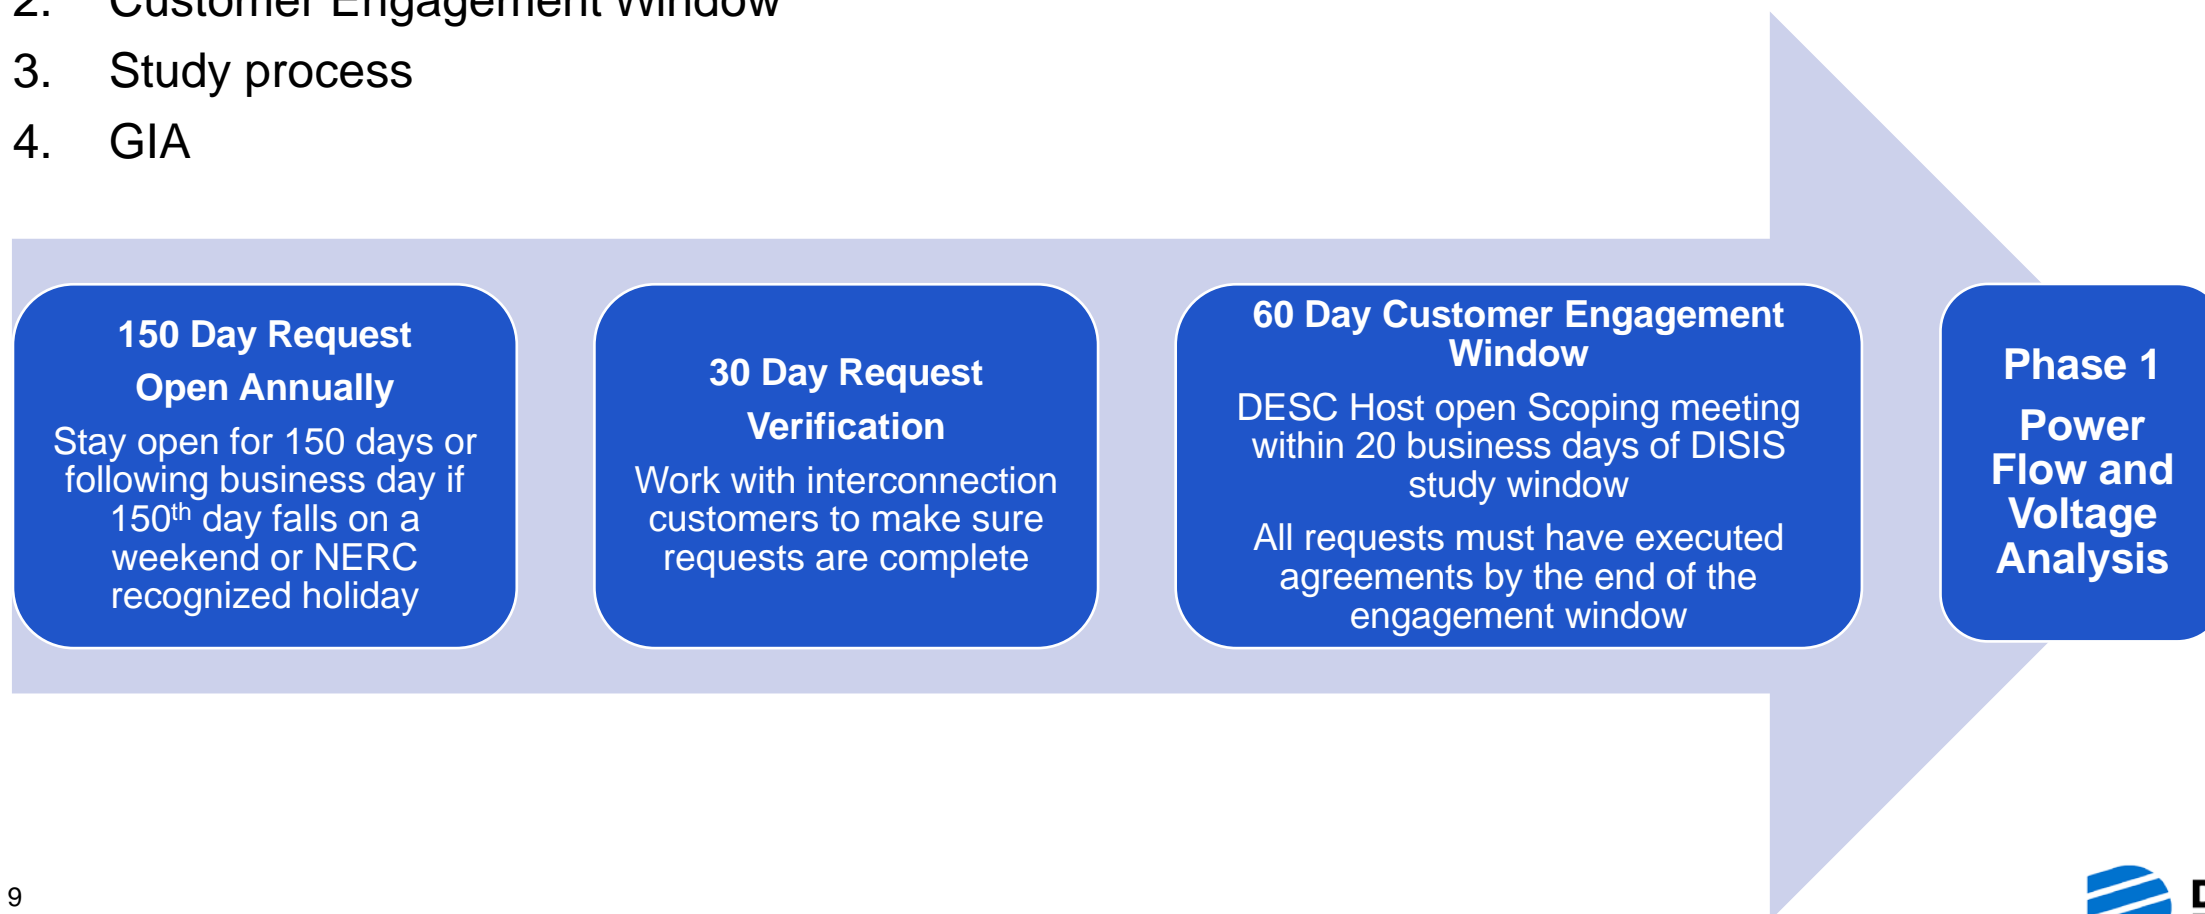 2. Customer Engagement Window
3. Study process
4. GIA
150 Day Request
Open Annually
Stay open for 150 days or
following business day if
150th day falls on a
weekend or NERC
recognized holiday
30 Day Request
Verification
Work with interconnection
customers to make sure
requests are complete
60 Day Customer Engagement
Window
DESC Host open Scoping meeting
within 20 business days of DISIS
study window
All requests must have executed
agreements by the end of the
engagement window
Phase 1
Power
Flow and
Voltage
Analysis
9